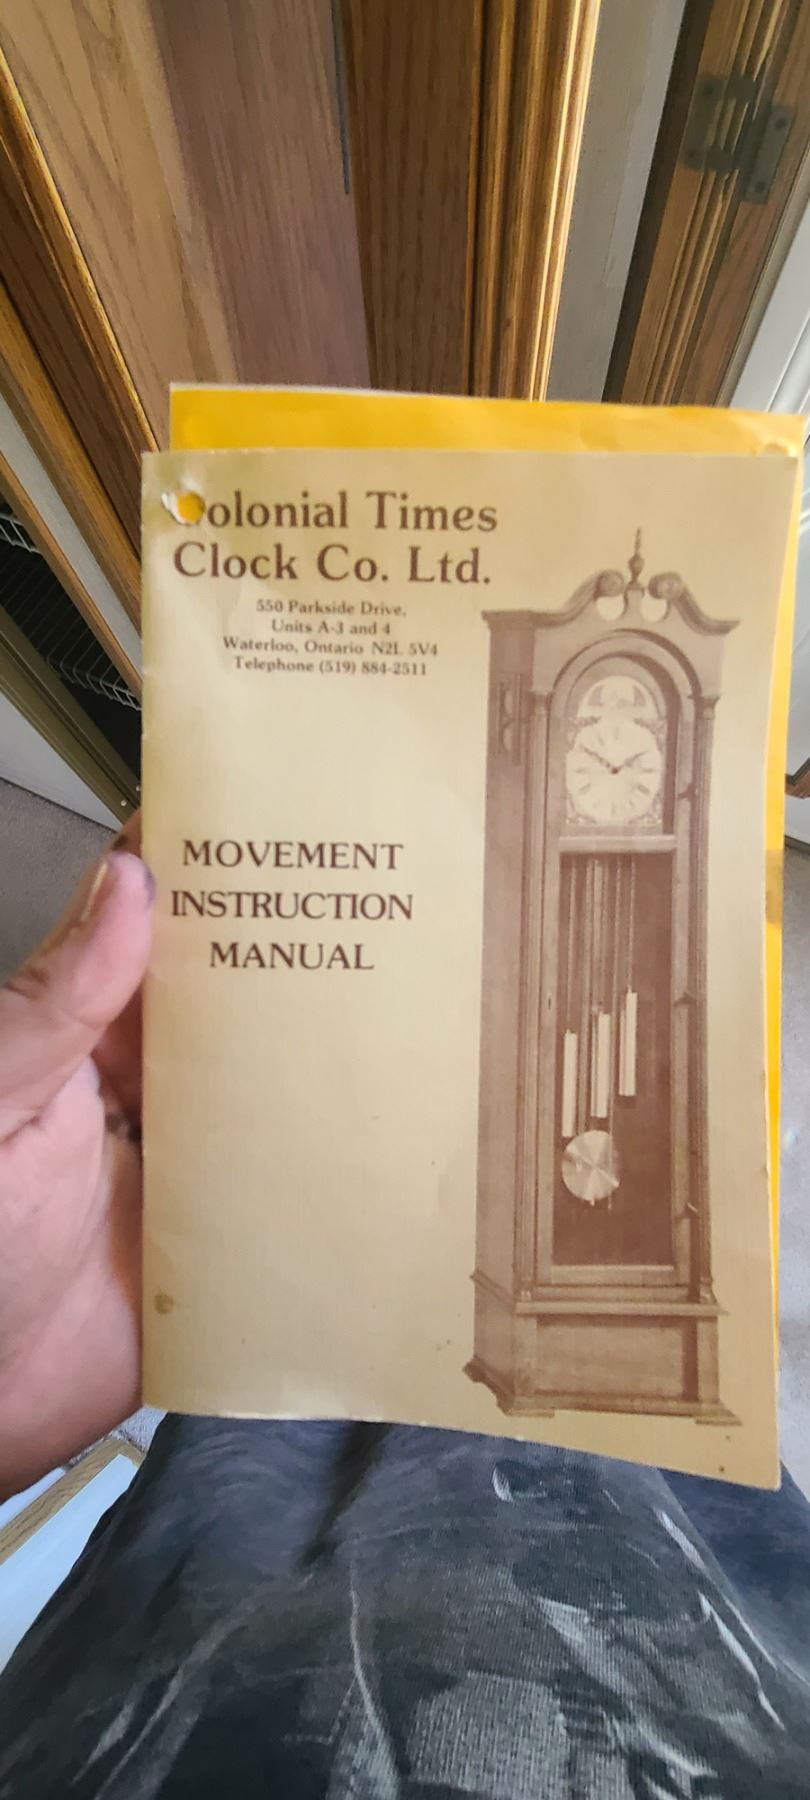 Colonial Times
Clock Co. Ltd.
550 Parkside Drive,
Units A-3 and 4
Waterloo, Ontario N2L 5V4
Telephone (519) 884-2511
MOVEMENT
INSTRUCTION
MANUAL